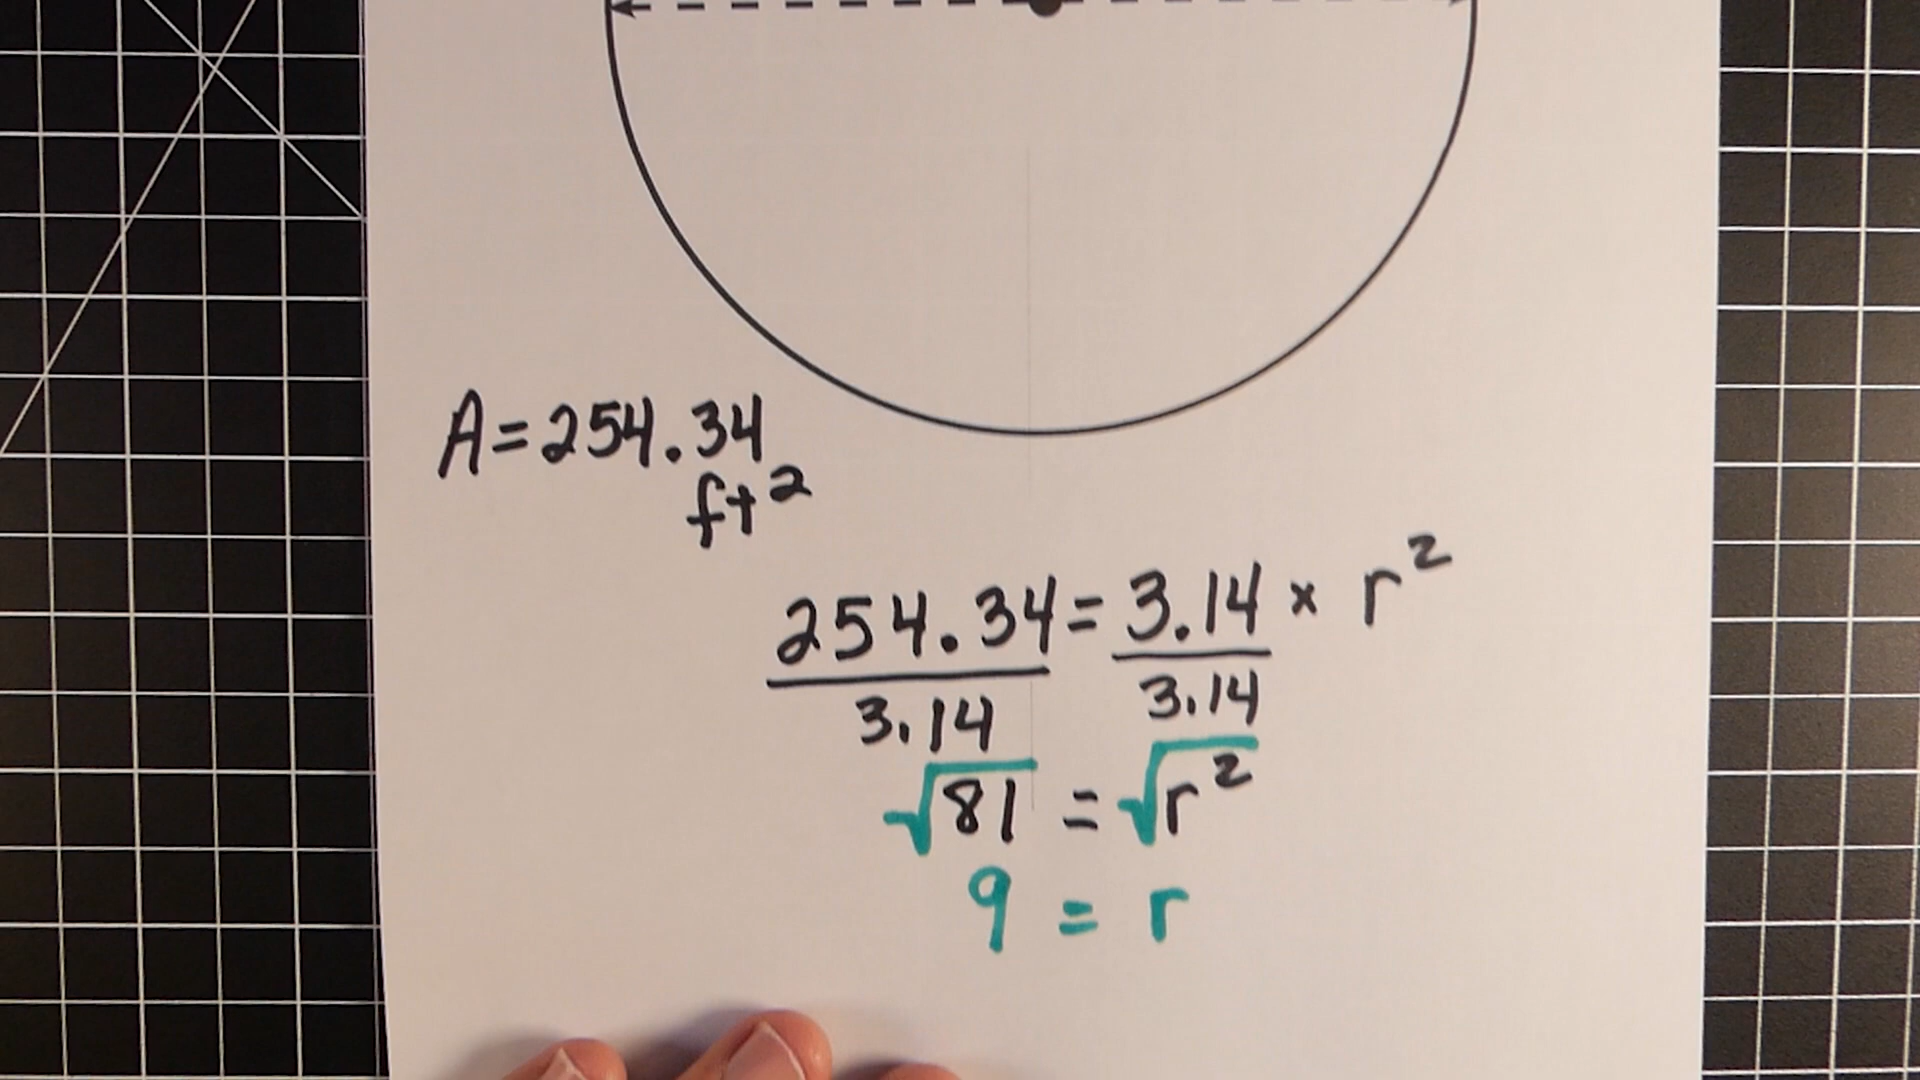 A=254.34
ft²
254.34=3.14 × r²
3.14 3.14
√81 = √r²
9 = r